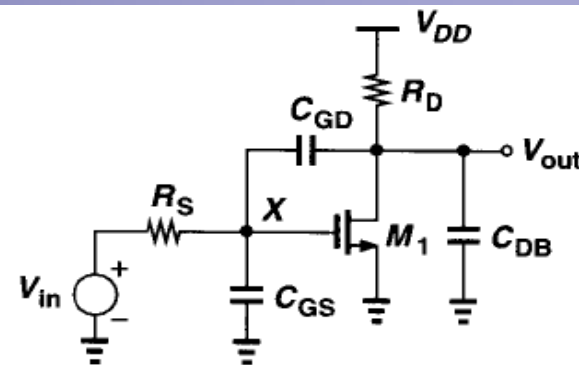 V_DD
R_D
C_GD
V_out
R_S
X
M_1
C_DB
V_in
+
−
C_GS